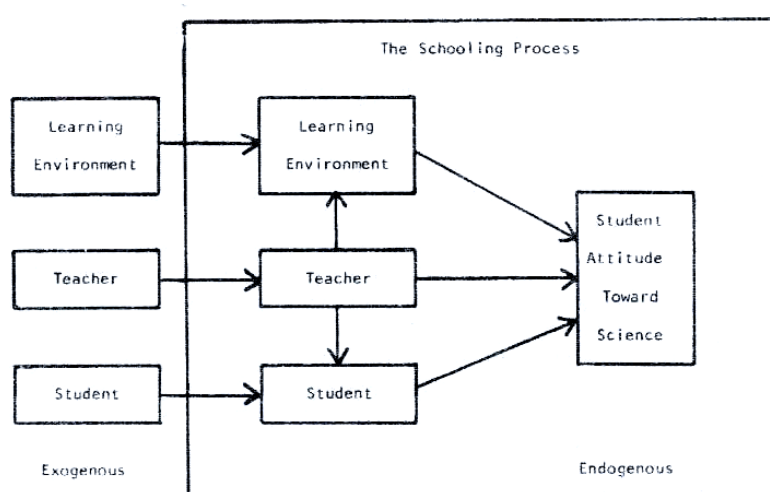 The Schooling Process
Learning
Environment
Learning
Environment
Student
Attitude
Toward
Science
Teacher
Teacher
Student
Student
Exogenous
Endogenous